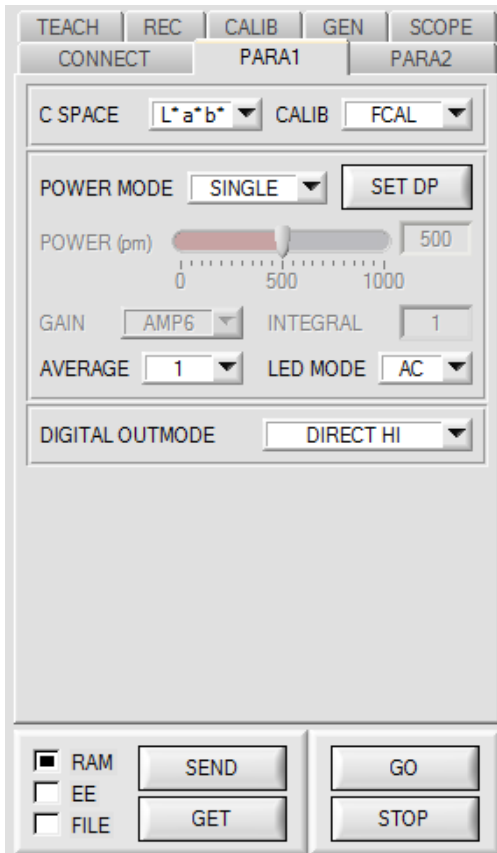 TEACH REC CALIB GEN SCOPE
CONNECT PARA1 PARA2
C SPACE L*a*b* CALIB FCAL
POWER MODE SINGLE SET DP
POWER (pm) 500
0 500 1000
GAIN AMP6 INTEGRAL 1
AVERAGE 1 LED MODE AC
DIGITAL OUTMODE DIRECT HI
RAM SEND GO
EE
FILE GET STOP